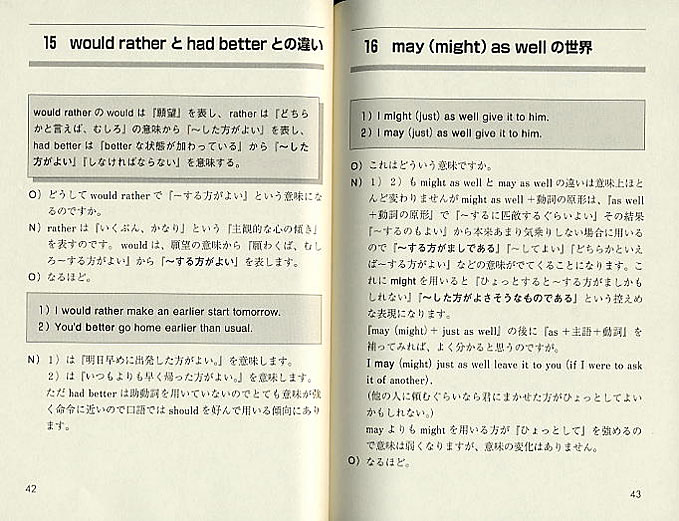 15 would rather と had better との違い
would rather の would は『願望』を表し、rather は『どちら
かと言えば、むしろ』の意味から『〜した方がよい』を表し、
had better は『better な状態が加わっている』から『〜した
方がよい』『しなければならない』を意味する。
O）どうして would rather で『〜する方がよい』という意味にな
るのですか。
N）rather は『いくぶん、かなり』という『主観的な心の傾き』
を表すのです。would は、願望の意味から『願わくば、むし
ろ〜する方がよい』から『〜する方がよい』を表します。
O）なるほど。
1）I would rather make an earlier start tomorrow.
2）You'd better go home earlier than usual.
N）1）は『明日早めに出発した方がよい。』を意味します。
2）は『いつもよりも早く帰った方がよい。』を意味します。
ただ had better は助動詞を用いていないのでとても意味が強
く命令に近いので口語では should を好んで用いる傾向にあり
ます。
42
16 may（might）as well の世界
1）I might（just）as well give it to him.
2）I may（just）as well give it to him.
O）これはどういう意味ですか。
N）1）2）も might as well と may as well の違いは意味上ほと
んど変わりませんが might as well＋動詞の原形は、『as well
＋動詞の原形』で『〜するに匹敵するぐらいよい』その結果
『〜するのもよい』から本来あまり気乗りしない場合に用いる
ので『〜する方がましである』『〜してよい』『どちらかといえ
ば〜する方がよい』などの意味がでてくることになります。こ
れに might を用いると『ひょっとすると〜する方がましかも
しれない』『〜した方がよさそうなものである』という控えめ
な表現になります。
『may（might）＋ just as well』の後に『as＋主語＋動詞』を
補ってみれば、よく分かると思うのですが。
I may（might）just as well leave it to you (if I were to ask
it of another).
（他の人に頼むぐらいなら君にまかせた方がひょっとしてよい
かもしれない。）
may よりも might を用いる方が『ひょっとして』を強めるの
で意味は弱くなりますが、意味の変化はありません。
O）なるほど。
43